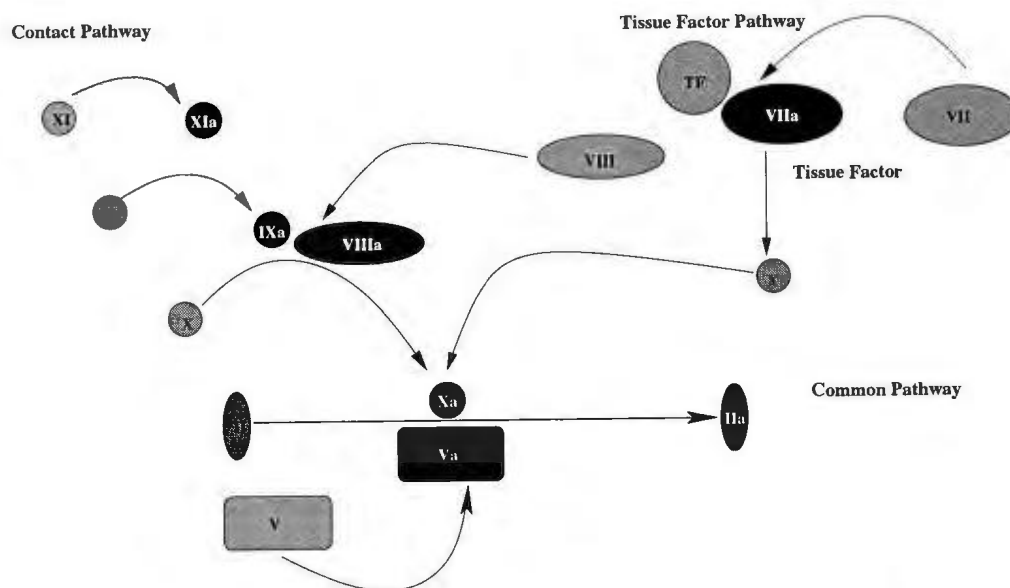 Tissue Factor Pathway
Contact Pathway
TF
XI
XIa
VIIa
VII
VIII
Tissue Factor
IXa
VIIIa
X
X
Xa
Common Pathway
IIa
Va
V